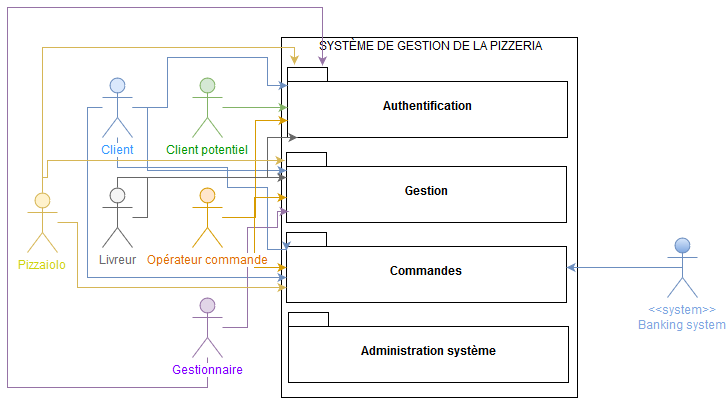 SYSTÈME DE GESTION DE LA PIZZERIA
Authentification
Client
Client potentiel
Gestion
Pizzaiolo
Livreur
Opérateur commande
Commandes
<<system>>
Banking system
Administration système
Gestionnaire